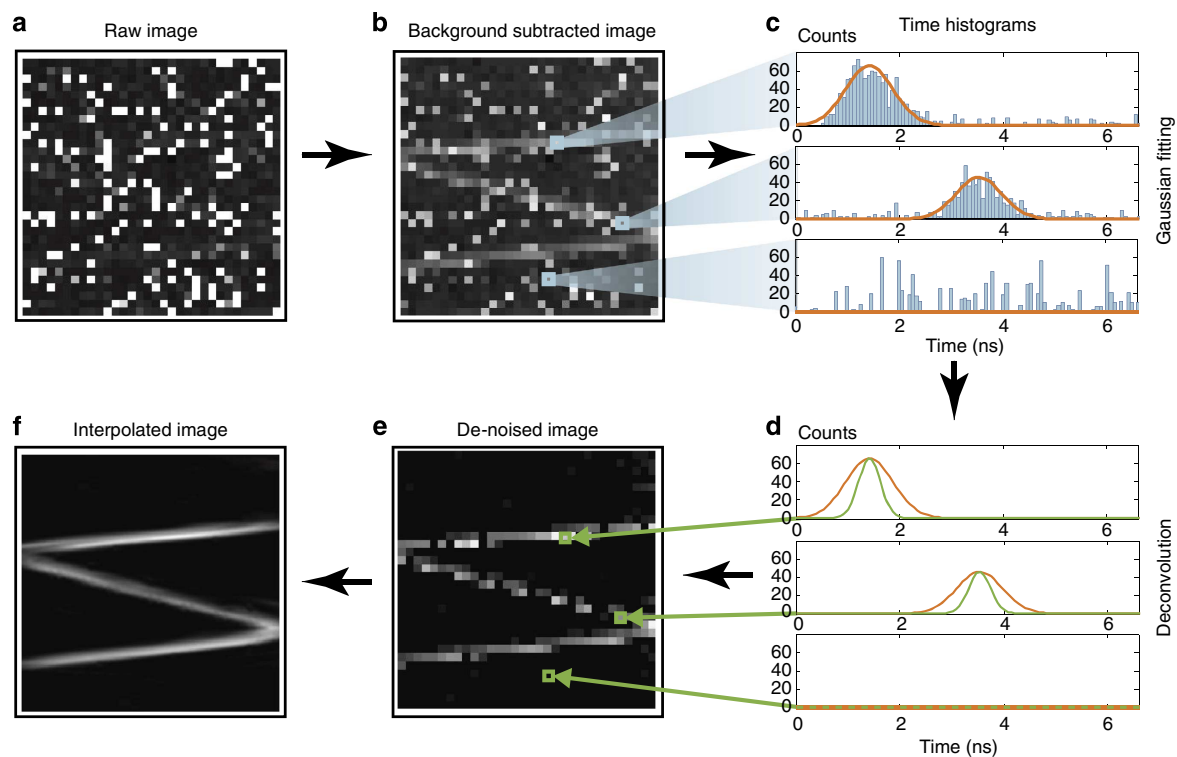 a
Raw image
b
Background subtracted image
c
Time histograms
Counts
60
40
20
0
0 2 4 6
60
40
20
0
0 2 4 6
60
40
20
0
0 2 4 6
Time (ns)
Gaussian fitting
f
Interpolated image
e
De-noised image
d
Counts
60
40
20
0
0 2 4 6
60
40
20
0
0 2 4 6
60
40
20
0
0 2 4 6
Time (ns)
Deconvolution